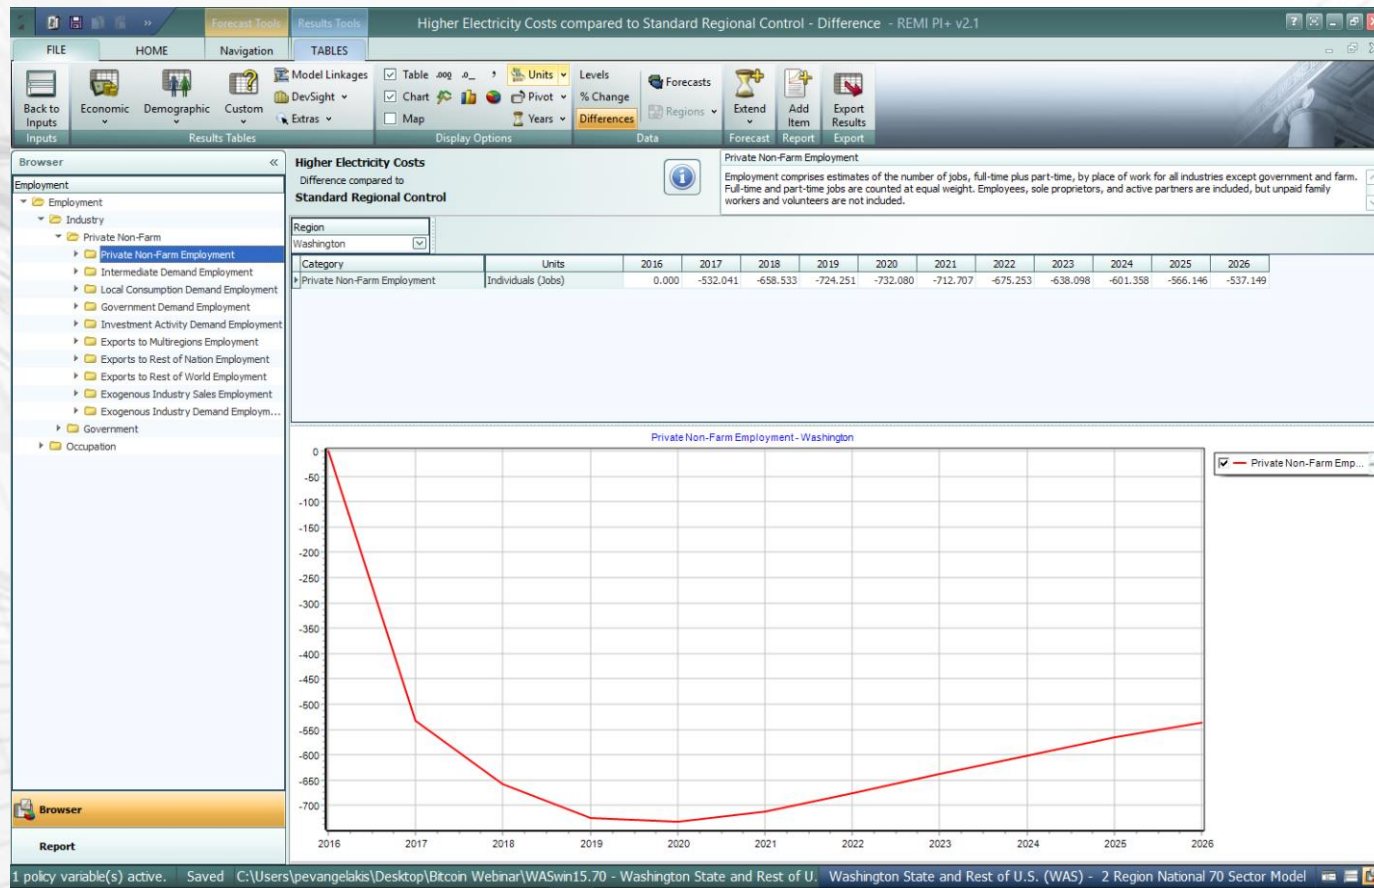 Forecast Tools Results Tools Higher Electricity Costs compared to Standard Regional Control - Difference - REMI PI+ v2.1
FILE HOME Navigation TABLES
Back to Inputs
Inputs
Economic Demographic Custom
Model Linkages
DevSight
Extras
Results Tables
Table .000 .0_ , Units
Chart Pivot
Map Years
Display Options
Levels
% Change
Differences
Forecasts
Regions
Data
Extend
Forecast
Add Item
Report
Export Results
Export
Browser «
Employment
Employment
Industry
Private Non-Farm
Private Non-Farm Employment
Intermediate Demand Employment
Local Consumption Demand Employment
Government Demand Employment
Investment Activity Demand Employment
Exports to Multiregions Employment
Exports to Rest of Nation Employment
Exports to Rest of World Employment
Exogenous Industry Sales Employment
Exogenous Industry Demand Employm...
Government
Occupation
Browser
Report
Higher Electricity Costs
Difference compared to
Standard Regional Control
Private Non-Farm Employment
Employment comprises estimates of the number of jobs, full-time plus part-time, by place of work for all industries except government and farm.
Full-time and part-time jobs are counted at equal weight. Employees, sole proprietors, and active partners are included, but unpaid family
workers and volunteers are not included.
Region
Washington
Category Units 2016 2017 2018 2019 2020 2021 2022 2023 2024 2025 2026
Private Non-Farm Employment Individuals (Jobs) 0.000 -532.041 -658.533 -724.251 -732.080 -712.707 -675.253 -638.098 -601.358 -566.146 -537.149
Private Non-Farm Employment - Washington
Private Non-Farm Emp...
0
-50
-100
-150
-200
-250
-300
-350
-400
-450
-500
-550
-600
-650
-700
2016 2017 2018 2019 2020 2021 2022 2023 2024 2025 2026
1 policy variable(s) active. Saved C:\Users\pevangelakis\Desktop\Bitcoin Webinar\WASwin15.70 - Washington State and Rest of U. Washington State and Rest of U.S. (WAS) - 2 Region National 70 Sector Model